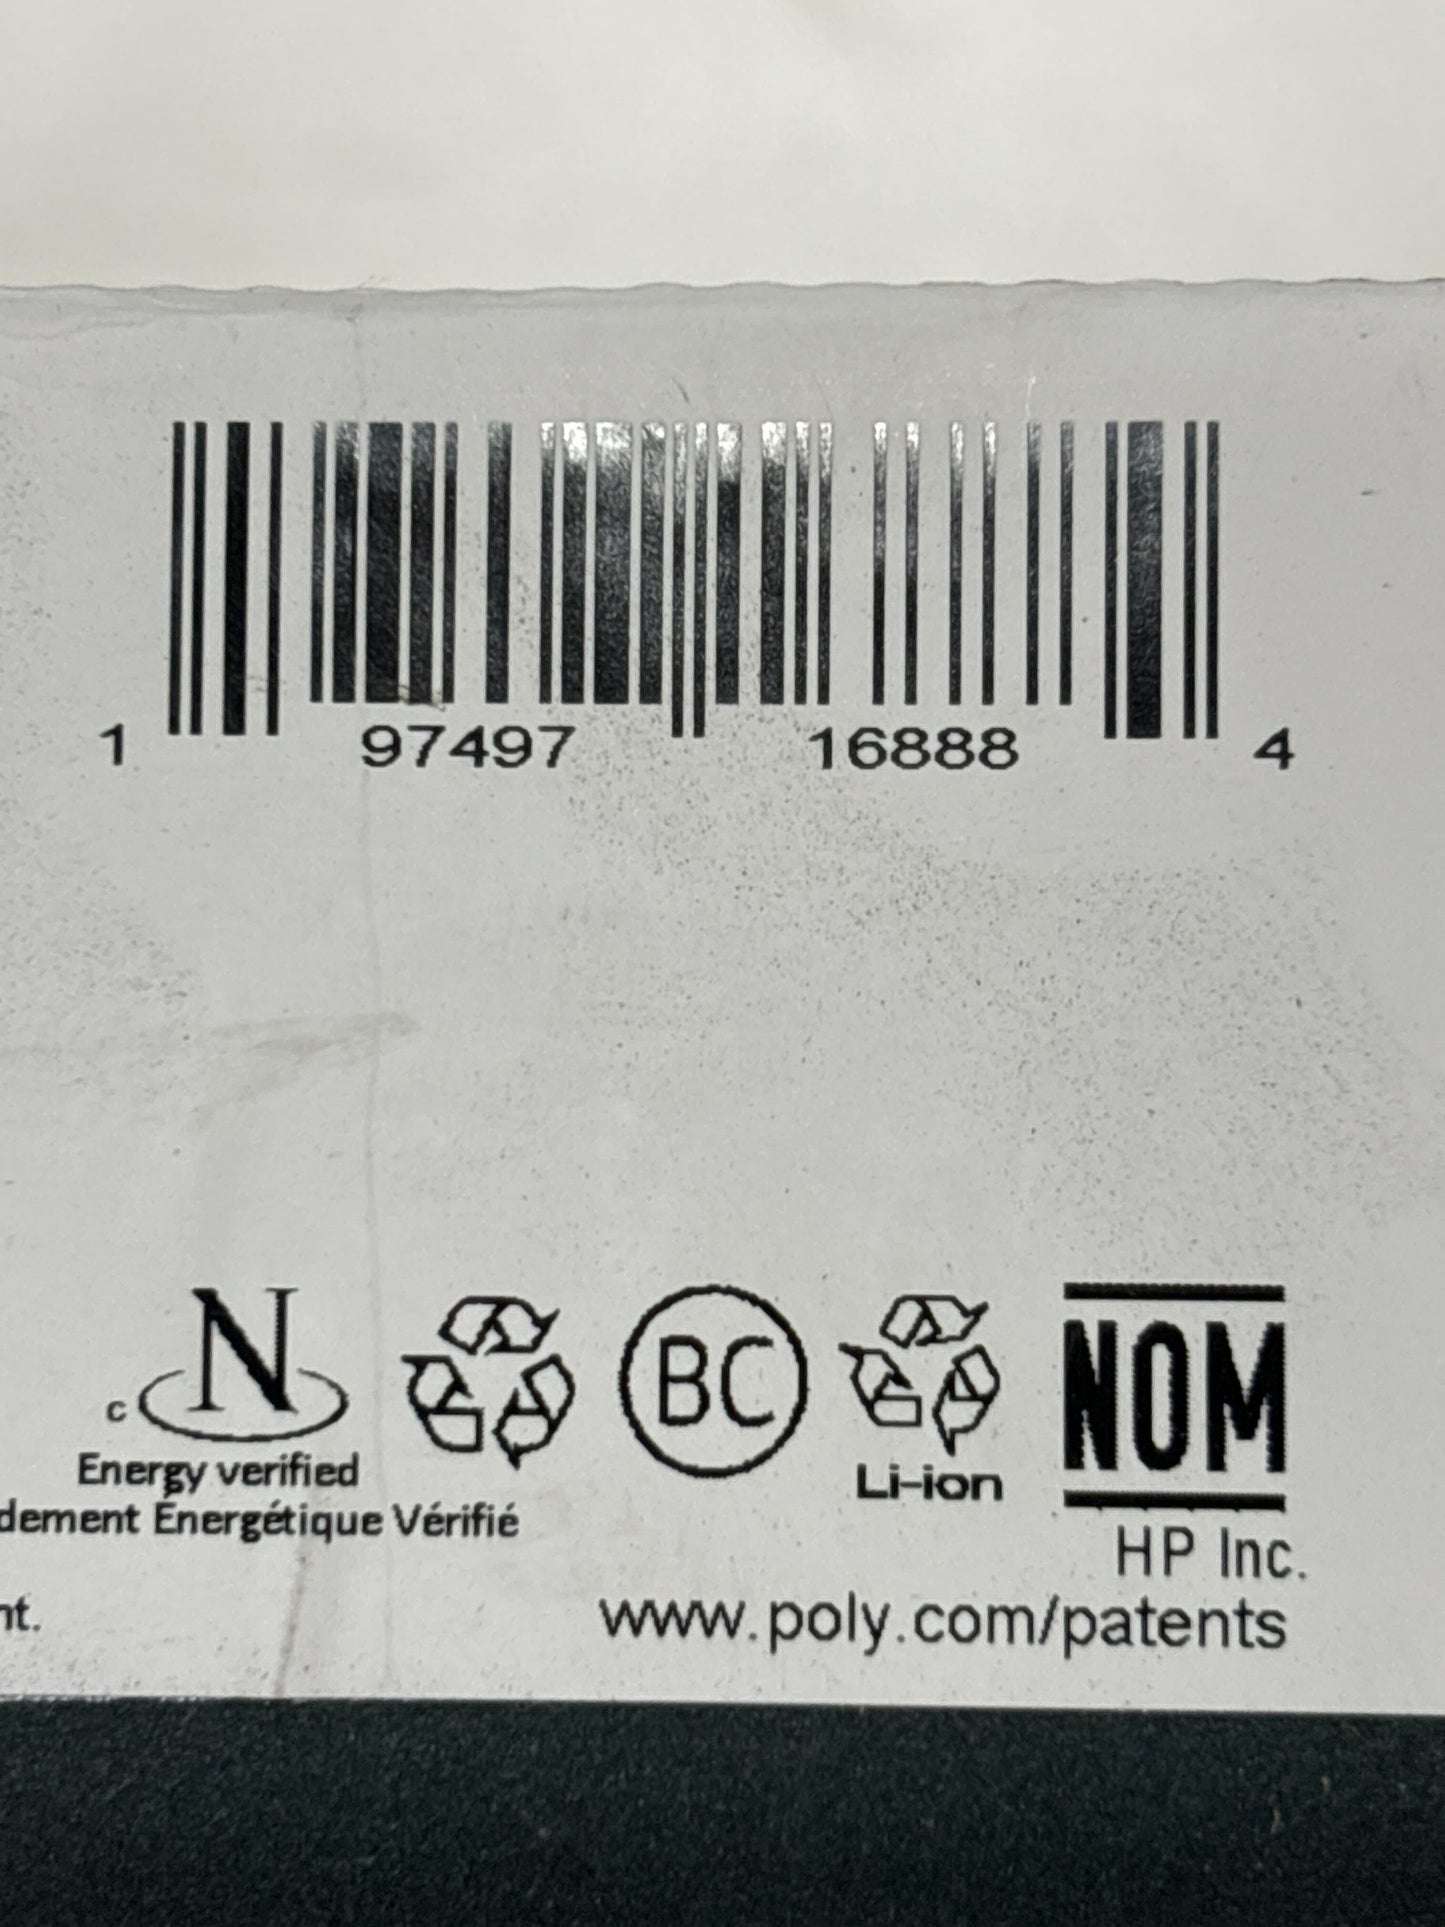 1 97497 16888 4
c N
BC
NOM
Energy verified
Li-ion
dement Énergétique Vérifié
HP Inc.
nt.
www.poly.com/patents